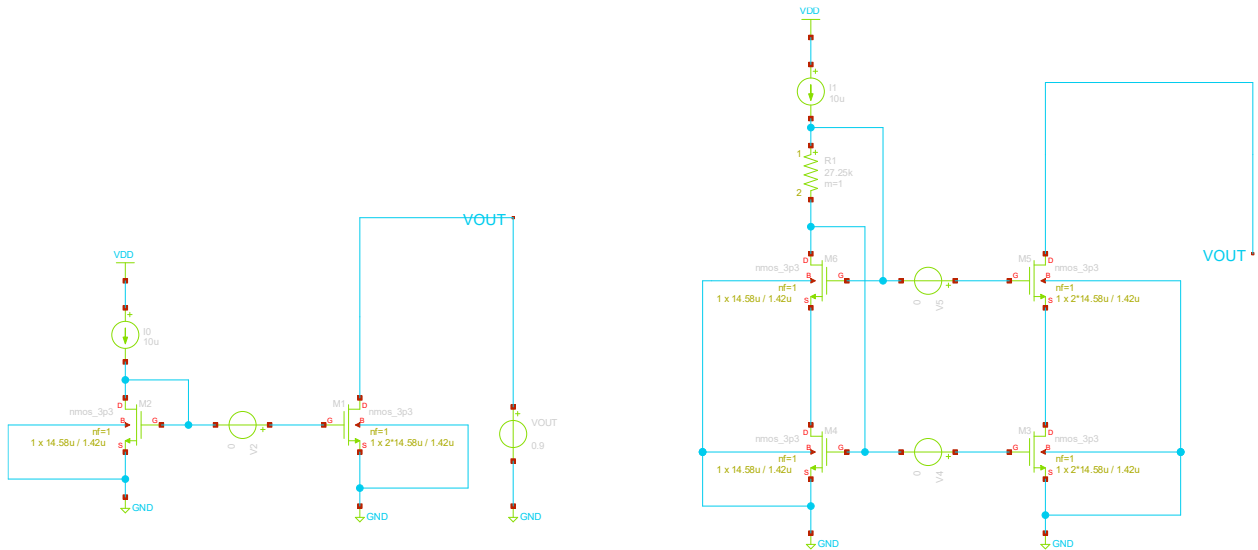 VDD
I0
10u
D
M2
nmos_3p3
B
G
nf=1
1 x 14.58u / 1.42u
S
GND
0
V2
VOUT
D
M1
nmos_3p3
G
B
nf=1
1 x 2*14.58u / 1.42u
S
GND
VOUT
0.9
GND
VDD
I1
10u
1
R1
27.25k
m=1
2
D
M6
nmos_3p3
B
G
nf=1
1 x 14.58u / 1.42u
S
0
V5
D
M5
nmos_3p3
G
B
nf=1
1 x 2*14.58u / 1.42u
S
VOUT
D
M4
nmos_3p3
B
G
nf=1
1 x 14.58u / 1.42u
S
GND
0
V4
D
M3
nmos_3p3
G
B
nf=1
1 x 2*14.58u / 1.42u
S
GND